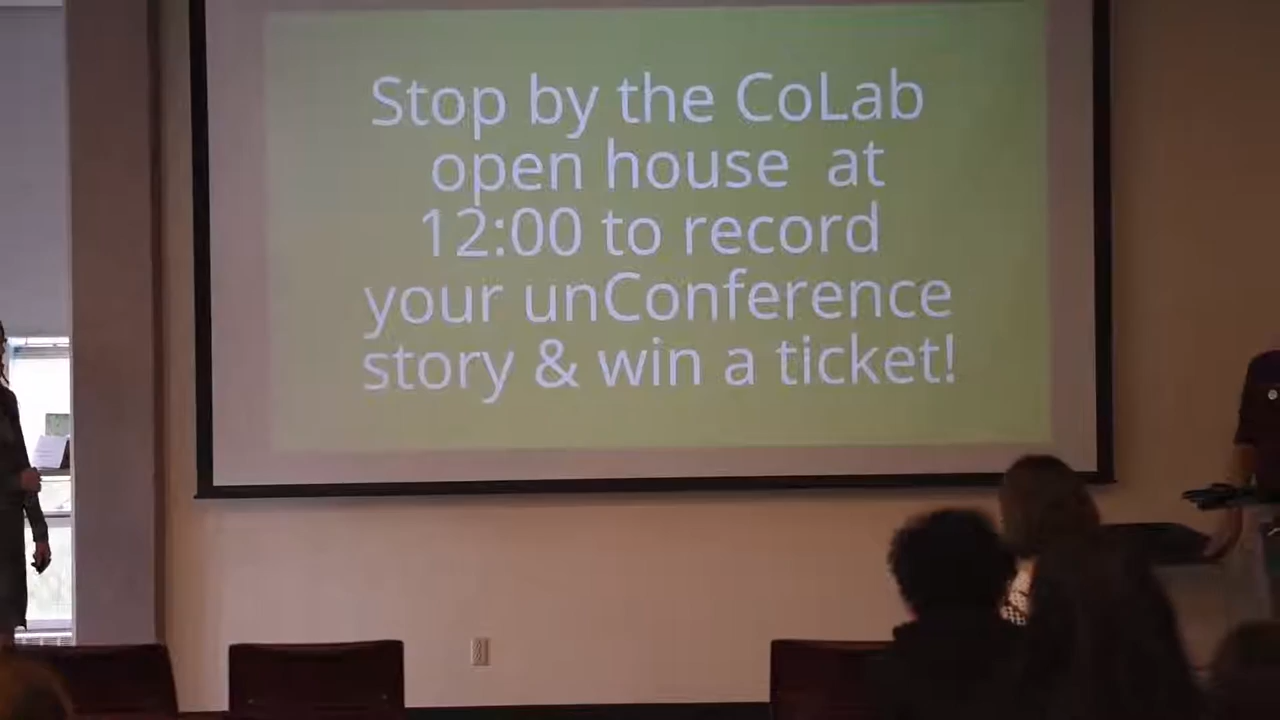 Stop by the CoLab
open house at
12:00 to record
your unConference
story & win a ticket!